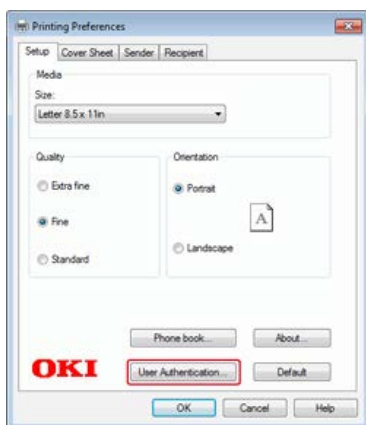 Printing Preferences
Setup Cover Sheet Sender Recipient
Media
Size:
Letter 8.5 x 11in
Quality
Extra fine
Fine
Standard
Orientation
Portrait
A
Landscape
Phone book... About...
OKI User Authentication... Default
OK Cancel Help